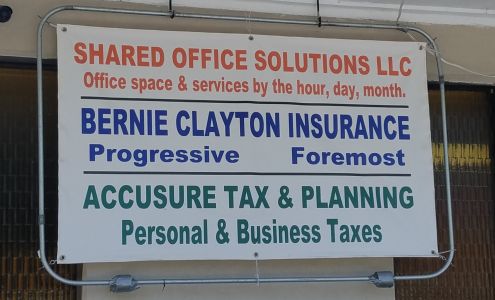 SHARED OFFICE SOLUTIONS LLC
Office space & services by the hour, day, month.
BERNIE CLAYTON INSURANCE
Progressive Foremost
ACCUSURE TAX & PLANNING
Personal & Business Taxes